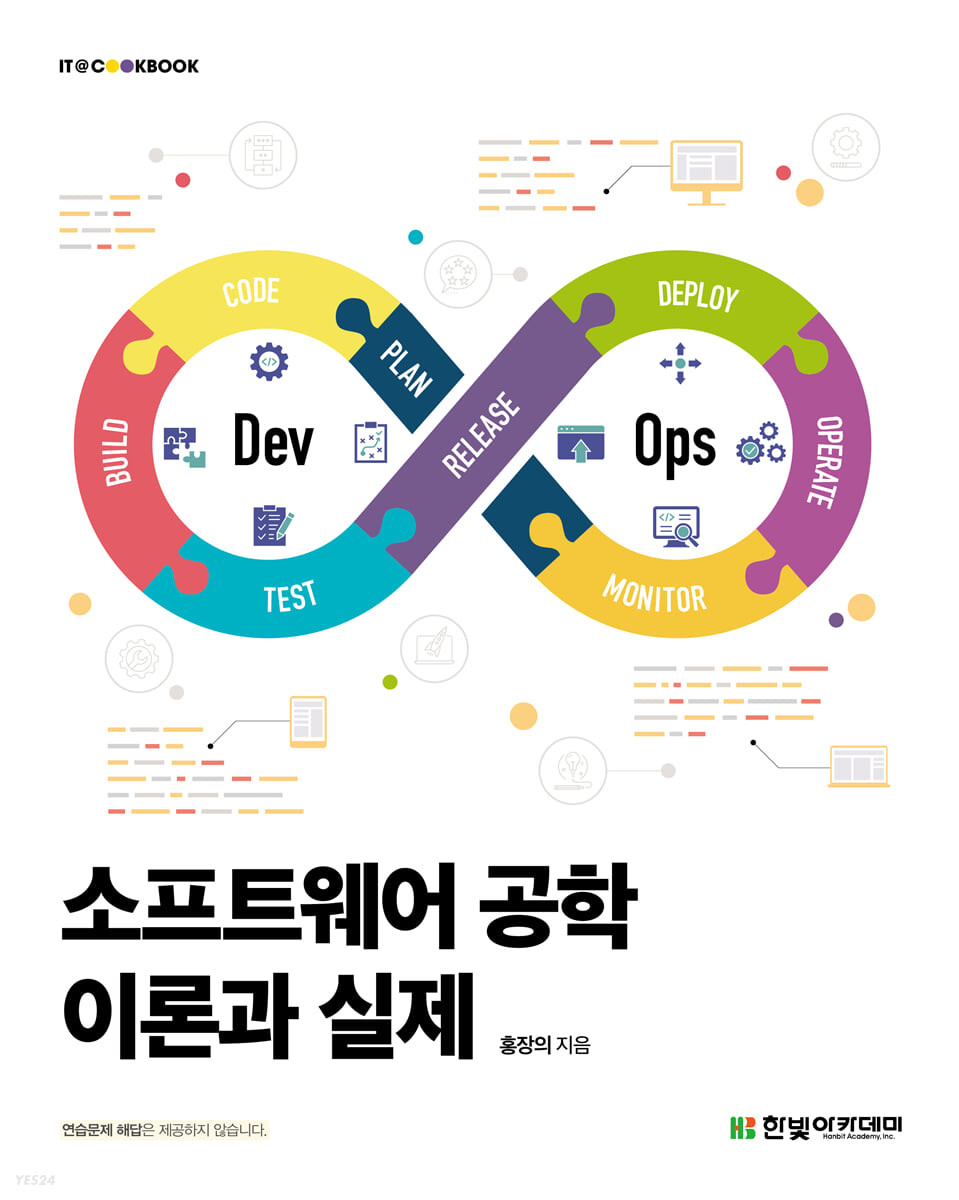 IT@COOKBOOK
CODE
PLAN
BUILD
Dev
TEST
RELEASE
DEPLOY
OPERATE
Ops
MONITOR
소프트웨어 공학
이론과 실제
홍장의 지음
연습문제 해답은 제공하지 않습니다.
HB 한빛아카데미
Hanbit Academy, Inc.
YES24